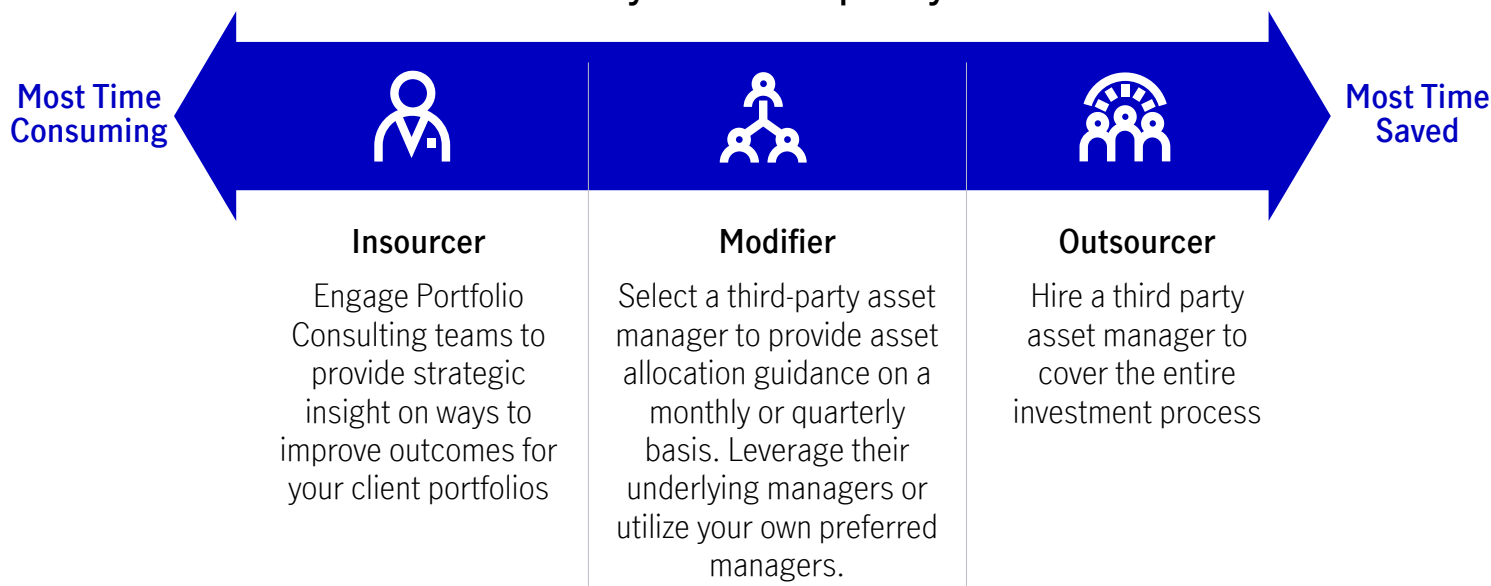 Most Time
Consuming
Most Time
Saved
Insourcer
Engage Portfolio
Consulting teams to
provide strategic
insight on ways to
improve outcomes for
your client portfolios
Modifier
Select a third-party asset
manager to provide asset
allocation guidance on a
monthly or quarterly
basis. Leverage their
underlying managers or
utilize your own preferred
managers.
Outsourcer
Hire a third party
asset manager to
cover the entire
investment process